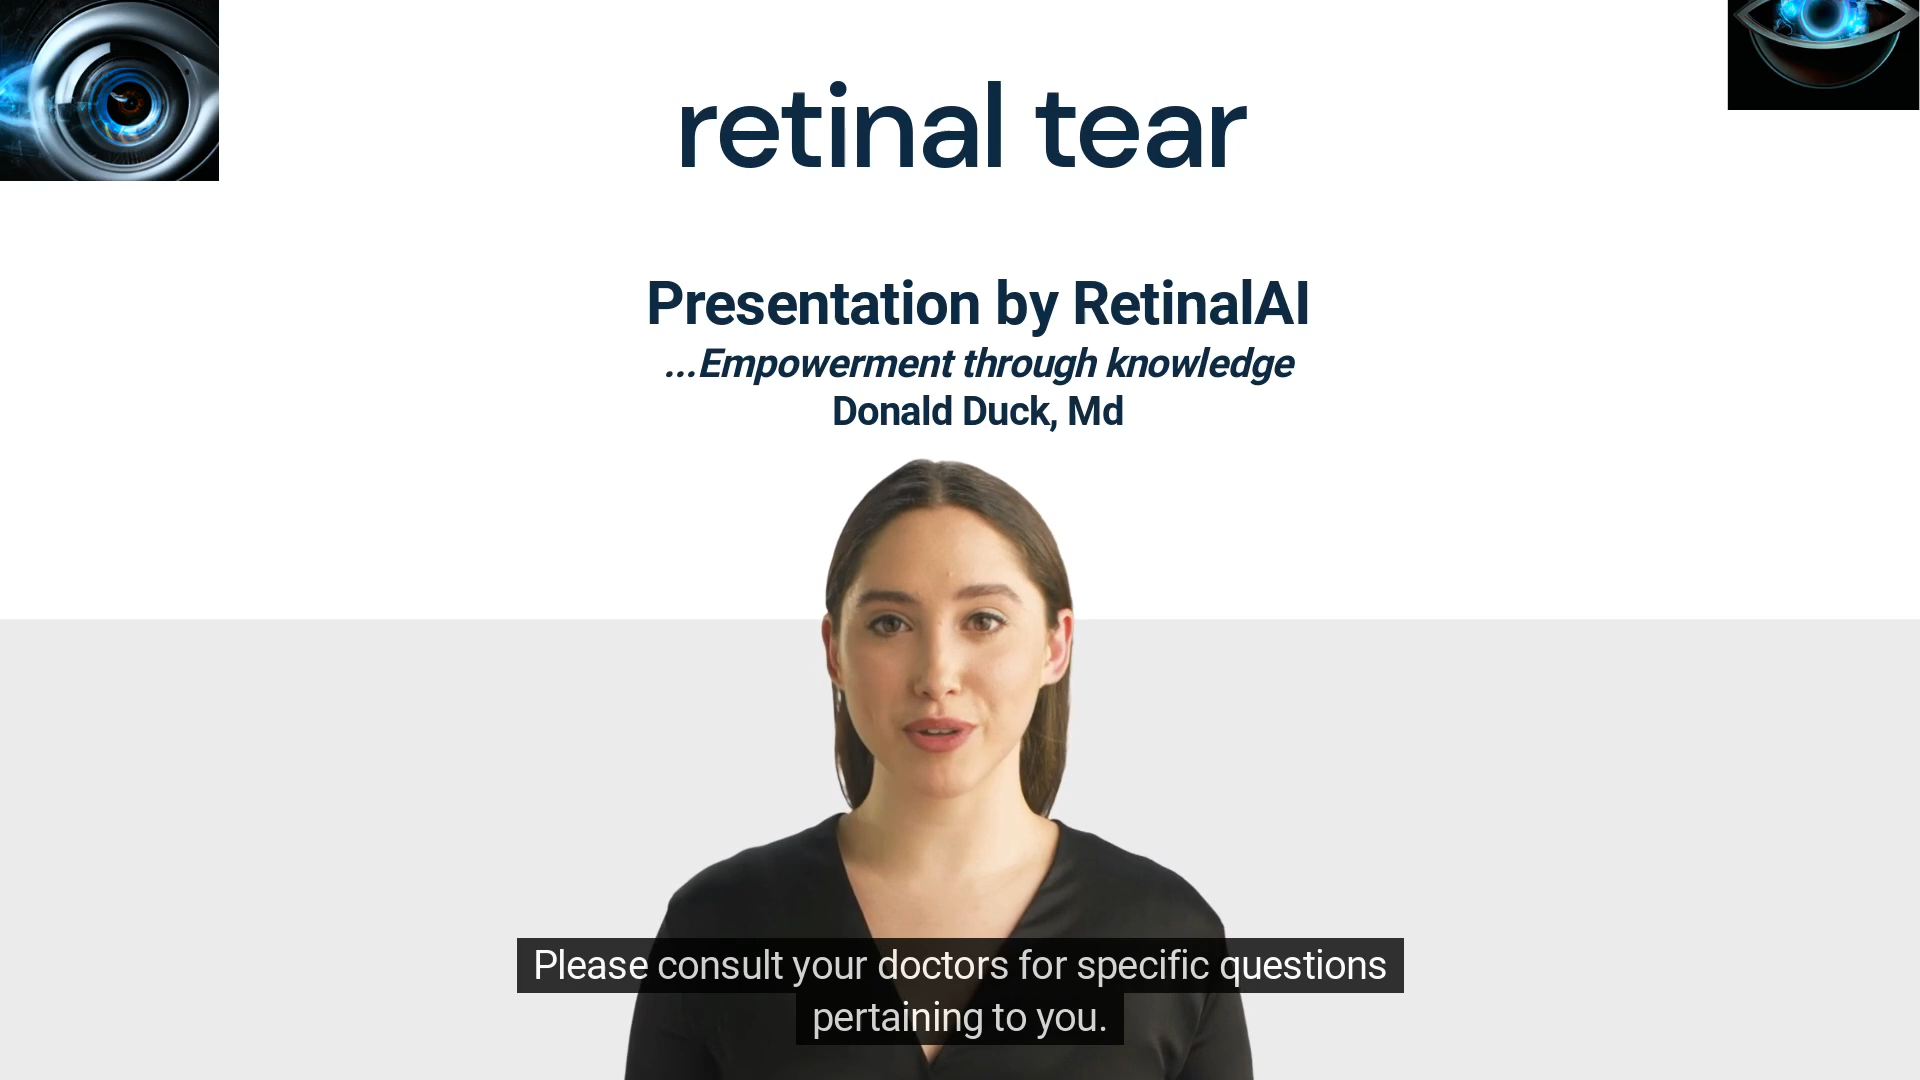 retinal tear
Presentation by RetinalAI
...Empowerment through knowledge
Donald Duck, Md
Please consult your doctors for specific questions
pertaining to you.